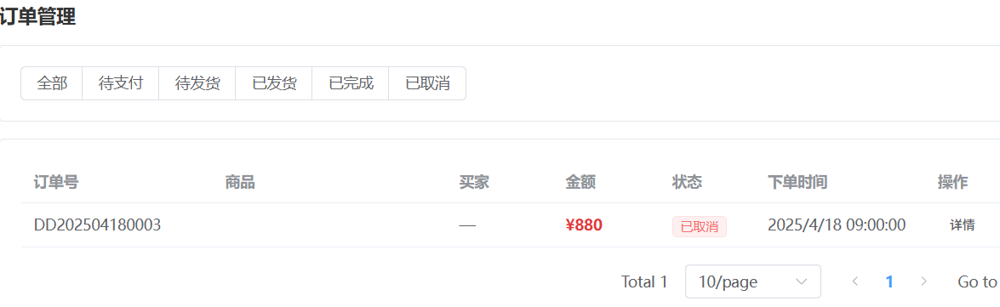 订单管理
全部 待支付 待发货 已发货 已完成 已取消
订单号 商品 买家 金额 状态 下单时间 操作
DD202504180003 — ¥880 已取消 2025/4/18 09:00:00 详情
Total 1 10/page 1 Go to